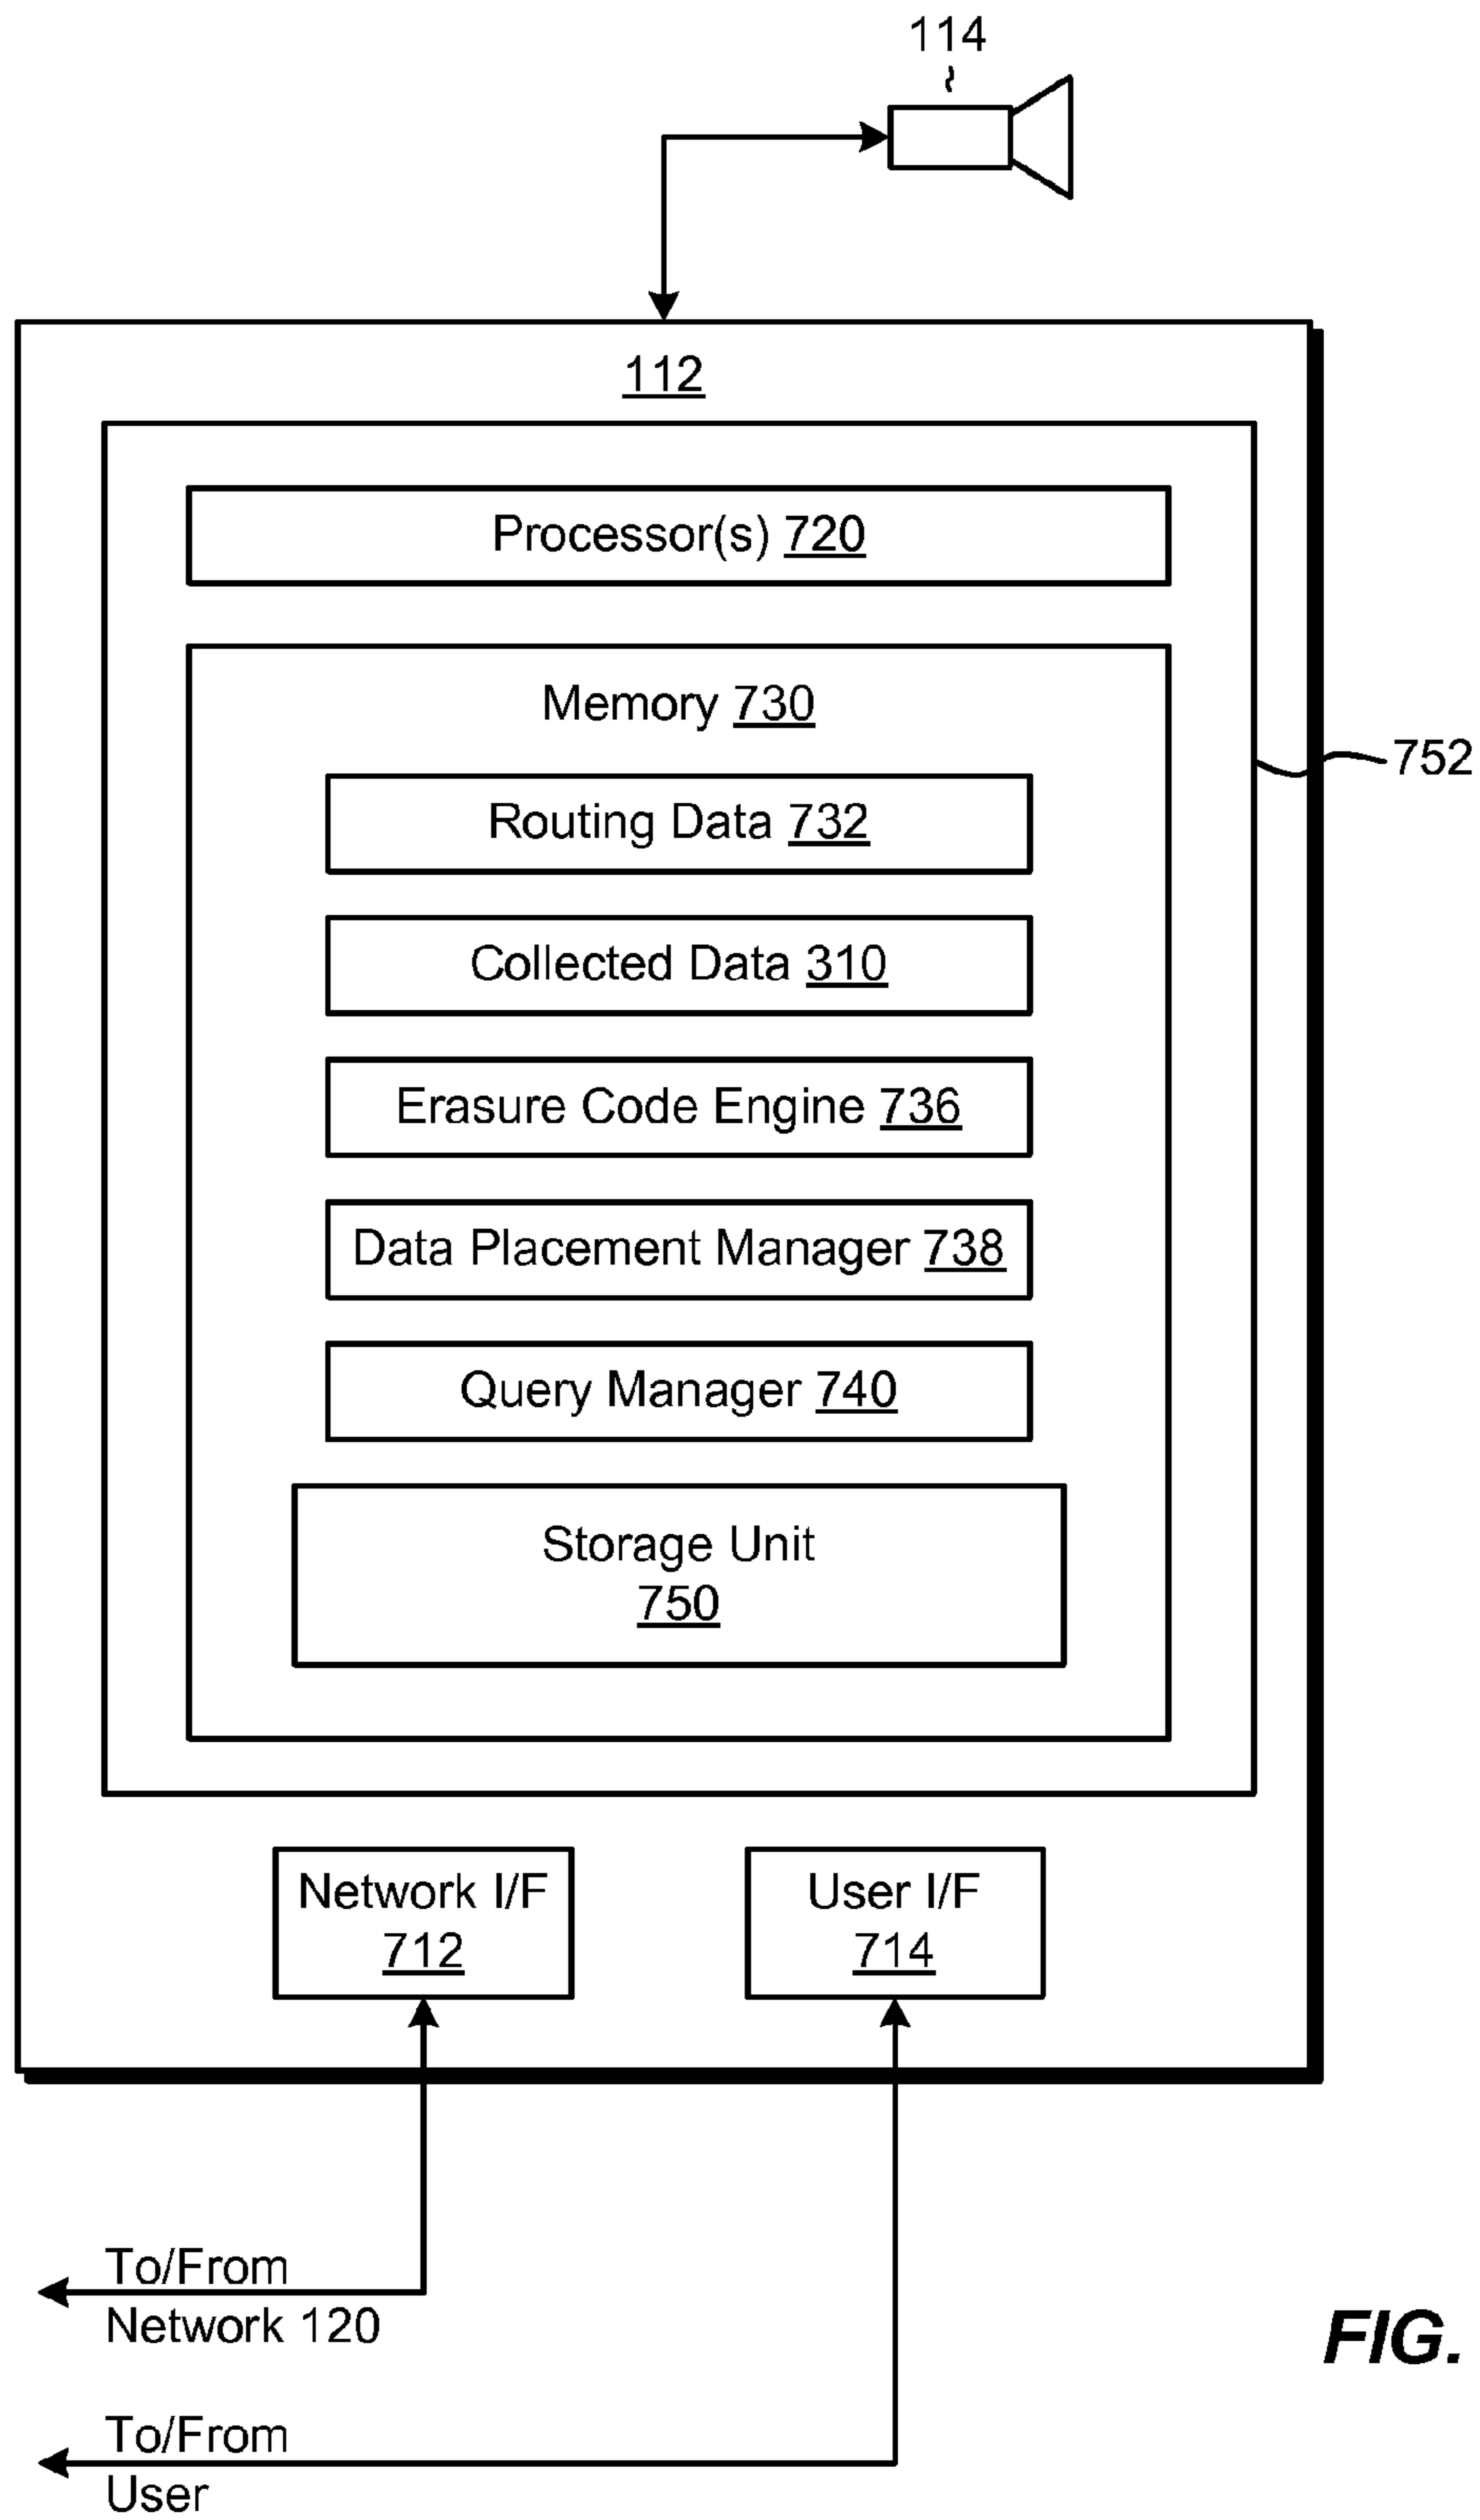 114
112
Processor(s) 720
Memory 730
752
Routing Data 732
Collected Data 310
Erasure Code Engine 736
Data Placement Manager 738
Query Manager 740
Storage Unit
750
Network I/F
712
User I/F
714
To/From
Network 120
FIG.
To/From
User